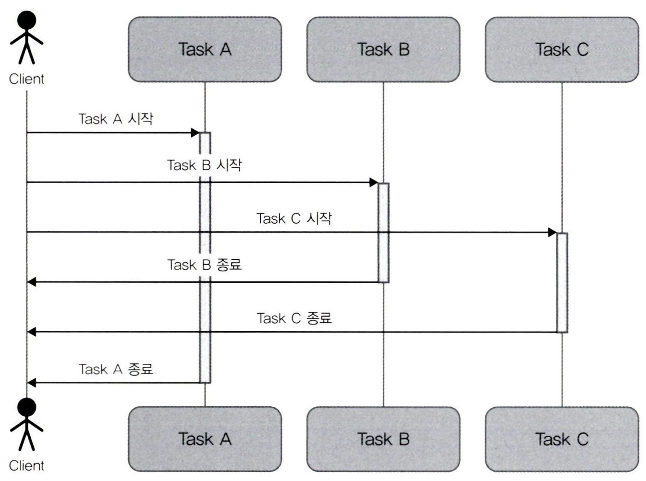 Client
Task A
Task B
Task C
Task A 시작
Task B 시작
Task C 시작
Task B 종료
Task C 종료
Task A 종료
Client
Task A
Task B
Task C